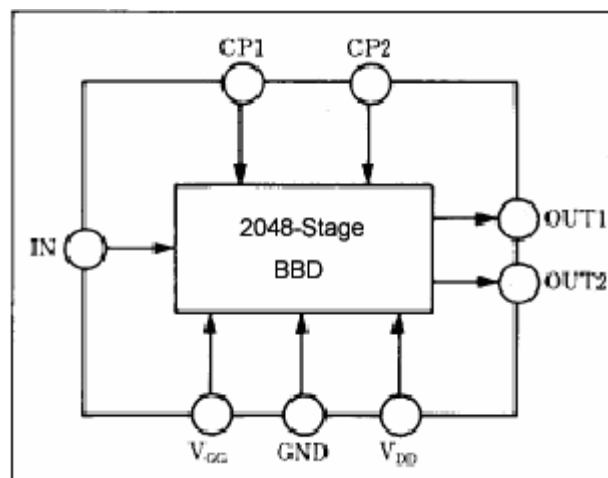 CP1 CP2
2048-Stage
BBD
IN
OUT1
OUT2
VGG GND VDD